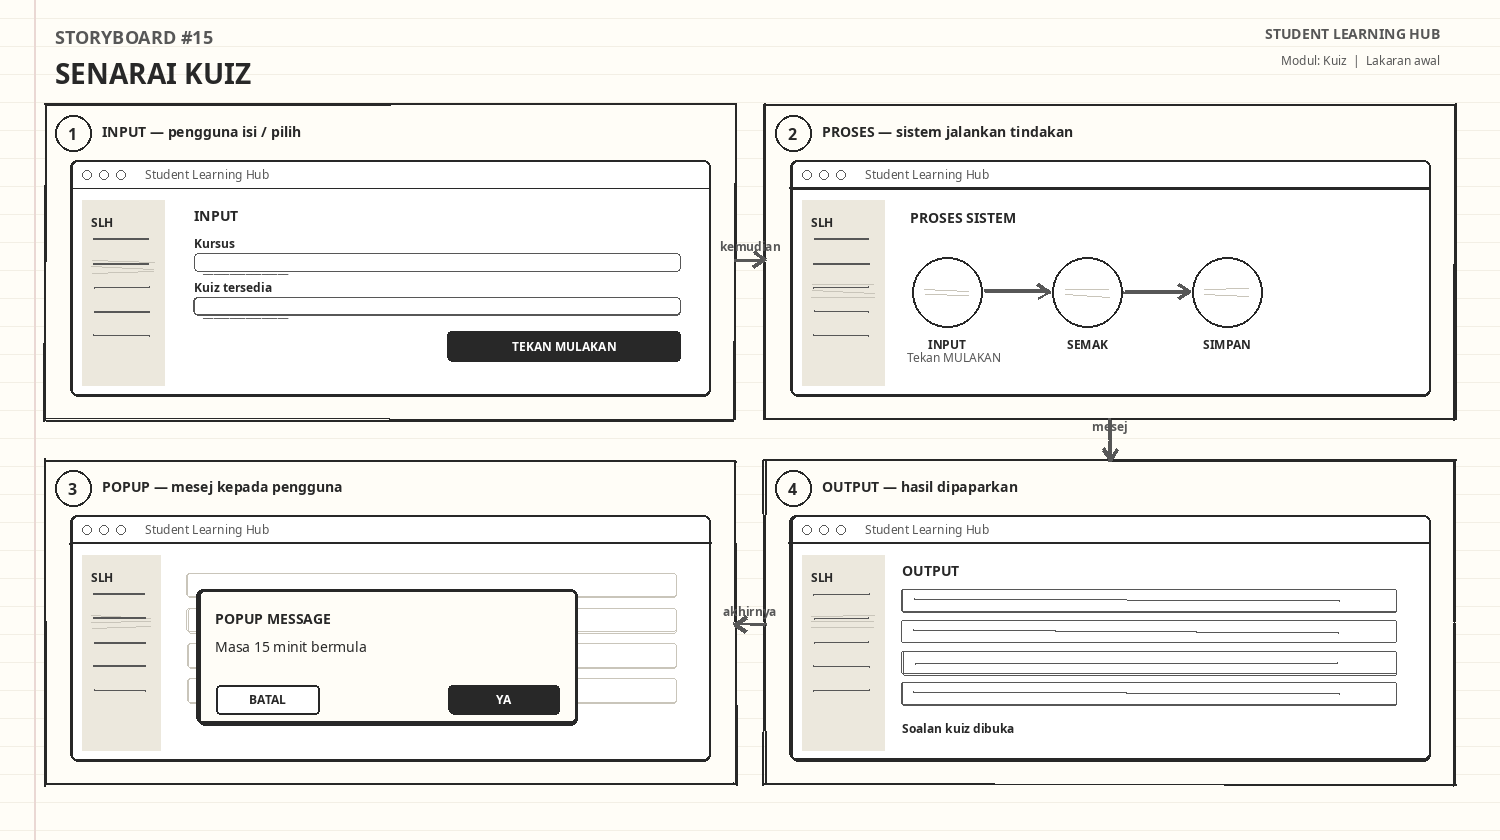 STORYBOARD #15
SENARAI KUIZ
STUDENT LEARNING HUB
Modul: Kuiz | Lakaran awal
1
INPUT — pengguna isi / pilih
Student Learning Hub
SLH
INPUT
Kursus
Kuiz tersedia
TEKAN MULAKAN
kemudian
2
PROSES — sistem jalankan tindakan
Student Learning Hub
SLH
PROSES SISTEM
INPUT
Tekan MULAKAN
SEMAK
SIMPAN
mesej
3
POPUP — mesej kepada pengguna
Student Learning Hub
SLH
POPUP MESSAGE
Masa 15 minit bermula
BATAL
YA
akhirnya
4
OUTPUT — hasil dipaparkan
Student Learning Hub
SLH
OUTPUT
Soalan kuiz dibuka